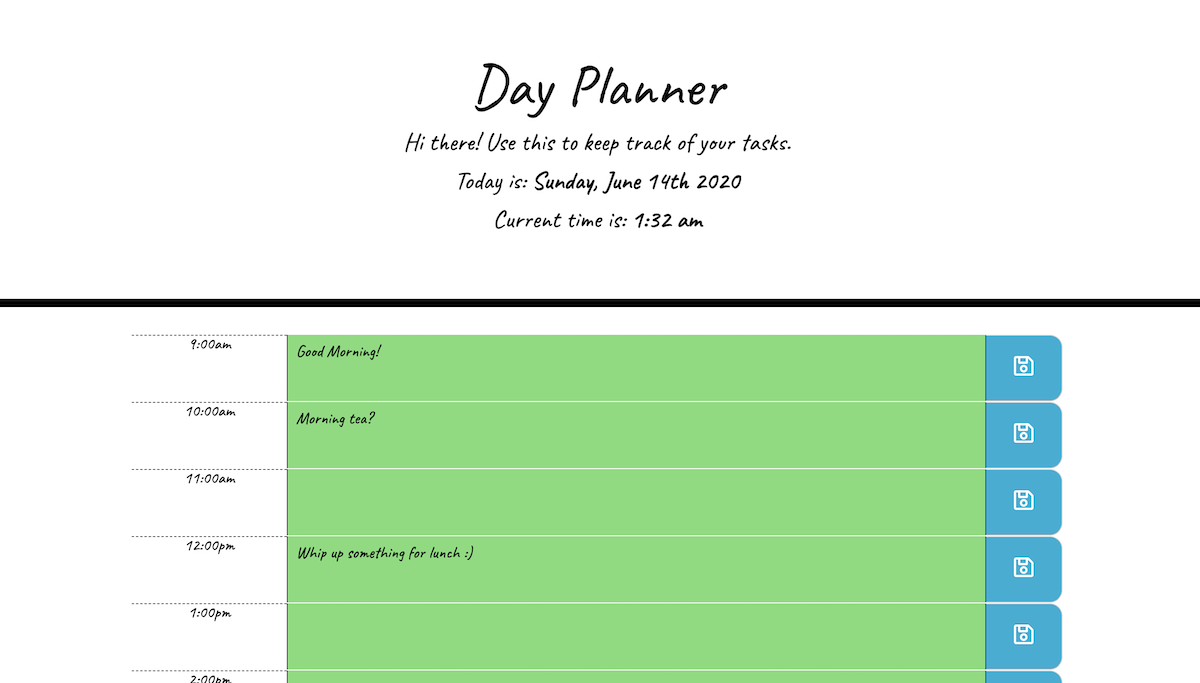 Day Planner
Hi there! Use this to keep track of your tasks.
Today is: Sunday, June 14th 2020
Current time is: 1:32 am
9:00am
Good Morning!
10:00am
Morning tea?
11:00am
12:00pm
Whip up something for lunch :)
1:00pm
2:00pm